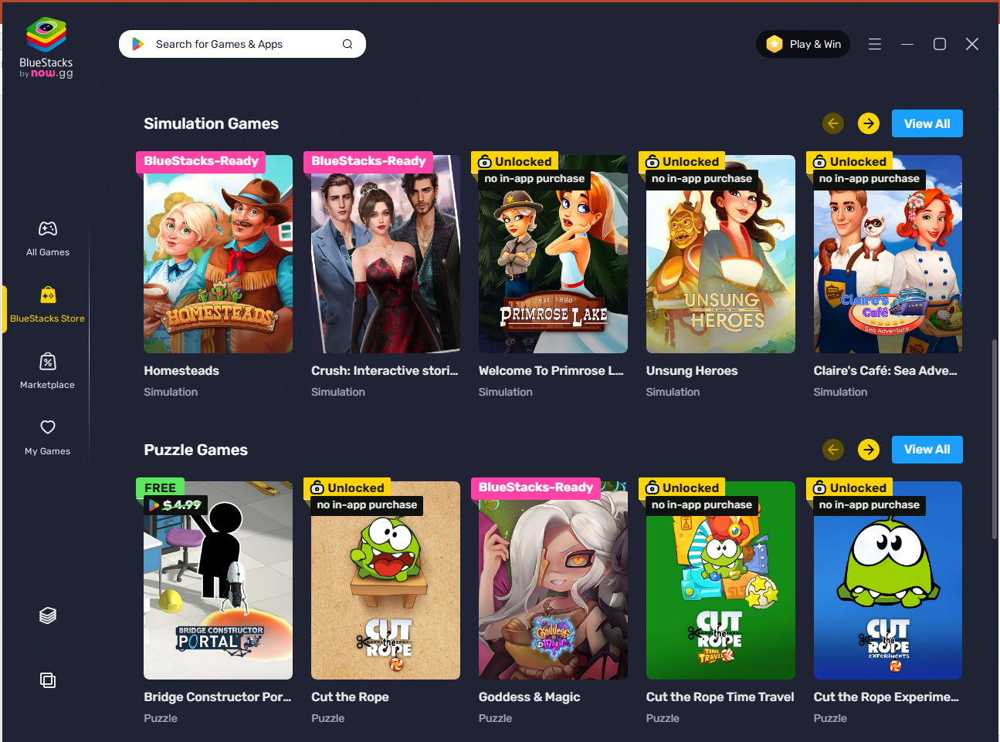 BlueStacks
by now.gg
Search for Games & Apps
Play & Win
All Games
BlueStacks Store
Marketplace
My Games
Simulation Games
View All
BlueStacks-Ready
HOMESTEADS
Homesteads
Simulation
BlueStacks-Ready
Crush: Interactive stori...
Simulation
Unlocked
no in-app purchase
EST. 1890
PRIMROSE LAKE
Welcome To Primrose L...
Simulation
Unlocked
no in-app purchase
UNSUNG
HEROES
Unsung Heroes
Simulation
Unlocked
no in-app purchase
Claire's
Café
Sea Adventure
Claire's Café: Sea Adve...
Simulation
Puzzle Games
View All
FREE
$4.99
BRIDGE CONSTRUCTOR
PORTAL
Bridge Constructor Por...
Puzzle
Unlocked
no in-app purchase
CUT
the
ROPE
Cut the Rope
Puzzle
BlueStacks-Ready
Goddess
&
Magic
Goddess & Magic
Puzzle
Unlocked
no in-app purchase
CUT
the
ROPE
TIME
TRAVEL
Cut the Rope Time Travel
Puzzle
Unlocked
no in-app purchase
CUT
the
ROPE
EXPERIMENTS
Cut the Rope Experime...
Puzzle